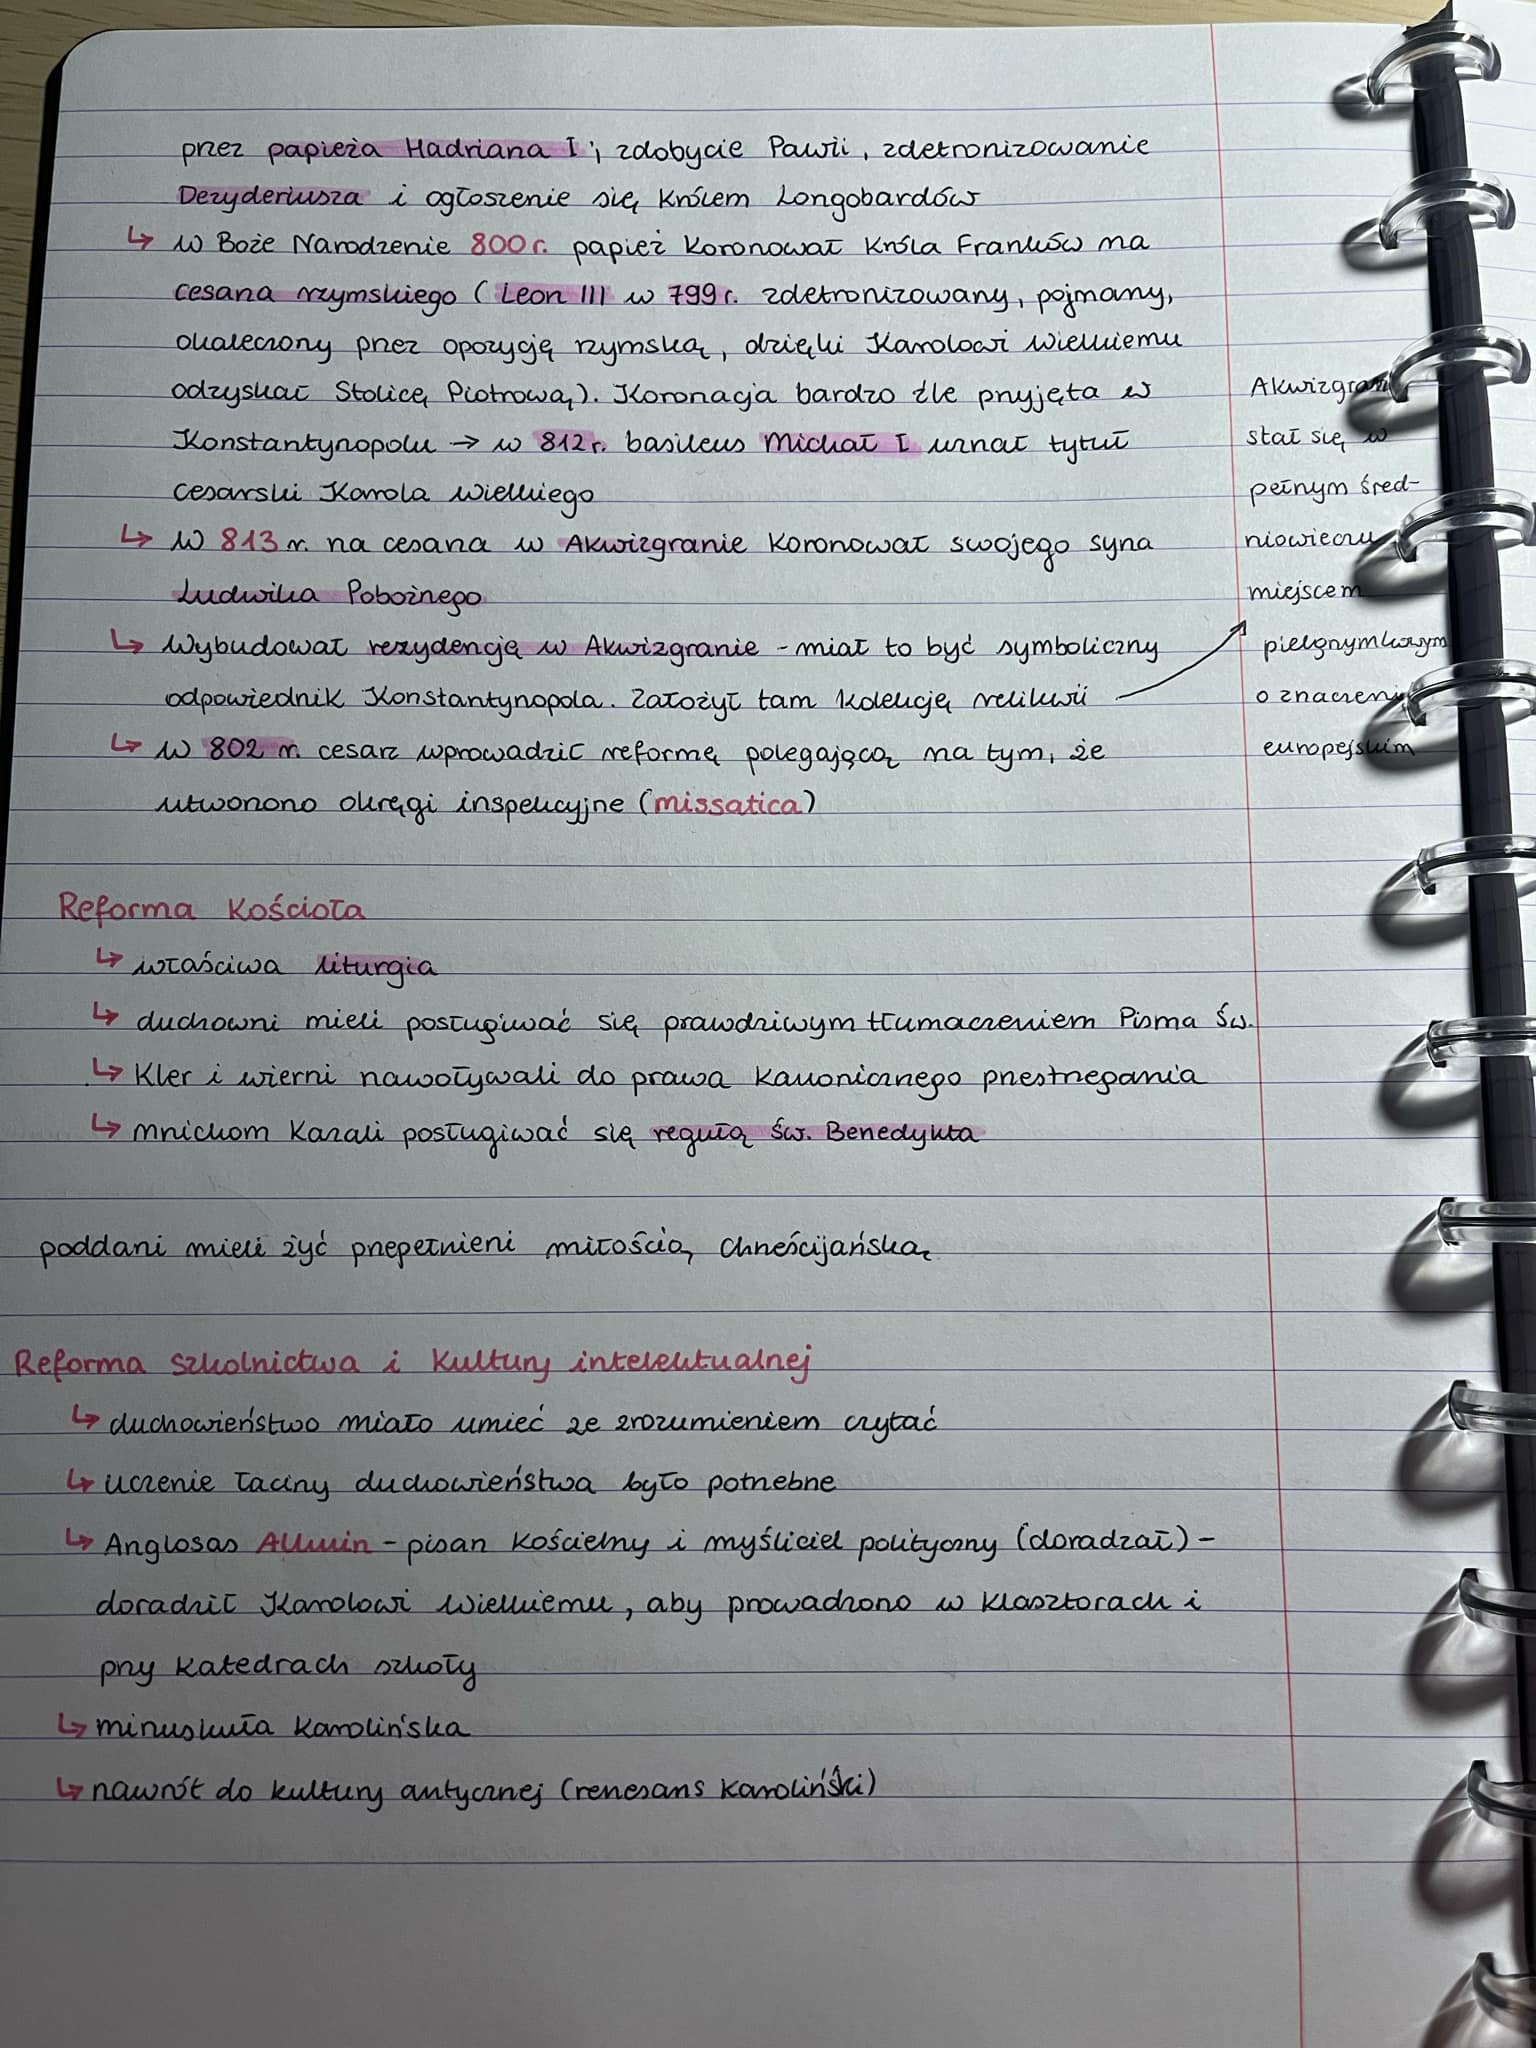 przez papieża Hadriana I ; zdobycie Pawii, zdetronizowanie
Dezyderiusza i ogłoszenie się królem Longobardów
↳ w Boże Narodzenie 800 r. papież koronował króla Franków na
cesarza rzymskiego (Leon III w 799 r. zdetronizowany, pojmany,
okaleczony przez opozycję rzymską, dzięki Karolowi Wielkiemu
odzyskał Stolicę Piotrową). Koronacja bardzo źle przyjęta w
Konstantynopolu → w 812 r. basileus Michał I uznał tytuł
cesarski Karola Wielkiego
↳ W 813 r. na cesarza w Akwizgranie koronował swojego syna
Ludwika Pobożnego
↳ Wybudował rezydencję w Akwizgranie - miał to być symboliczny
odpowiednik Konstantynopola. Założył tam kolekcję relikwii
↳ w 802 r. cesarz wprowadził reformę polegającą na tym, że
utworzono okręgi inspekcyjne (missatica)
Akwizgran
stał się w
pełnym śred-
niowieczu
miejscem
pielgrzymkowym
o znaczeniu
europejskim
Reforma Kościoła
↳ właściwa liturgia
↳ duchowni mieli posługiwać się prawdziwym tłumaczeniem Pisma Św.
↳ Kler i wierni nawoływali do prawa kanonicznego przestrzegania
↳ mnichom kazali posługiwać się regułą św. Benedykta
poddani mieli żyć przepełnieni miłością chrześcijańską
Reforma szkolnictwa i kultury intelektualnej
↳ duchowieństwo miało umieć ze zrozumieniem czytać
↳ uczenie łaciny duchowieństwa było potrzebne
↳ Anglosas Alkuin - pisarz kościelny i myśliciel polityczny (doradzał) -
doradził Karolowi Wielkiemu, aby prowadzono w klasztorach i
przy katedrach szkoły
↳ minuskuła karolińska
↳ nawrót do kultury antycznej (renesans karoliński)